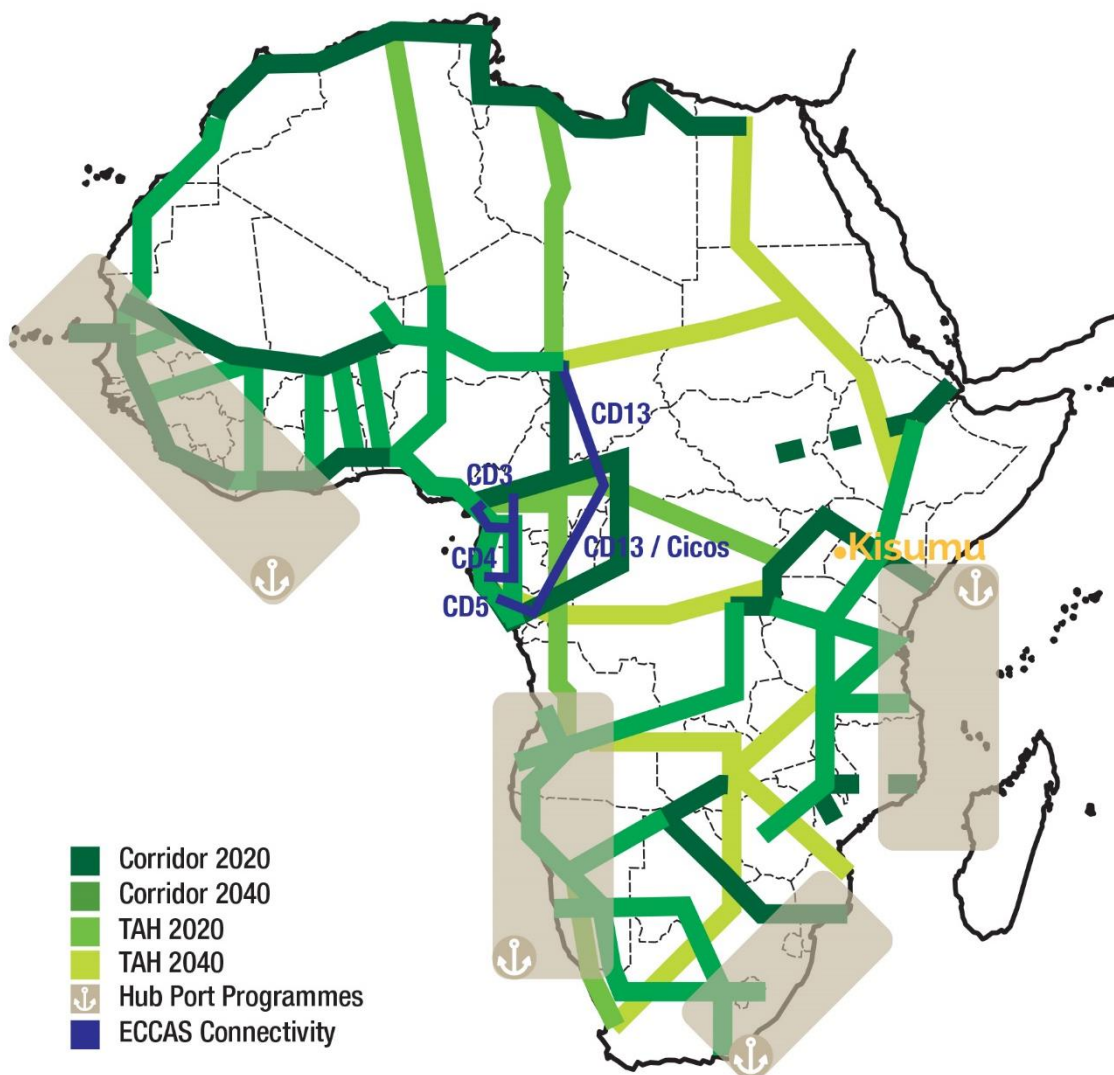 CD13
CD3
Kisumu
CD13 / Cicos
CD4
CD5
Corridor 2020
Corridor 2040
TAH 2020
TAH 2040
Hub Port Programmes
ECCAS Connectivity